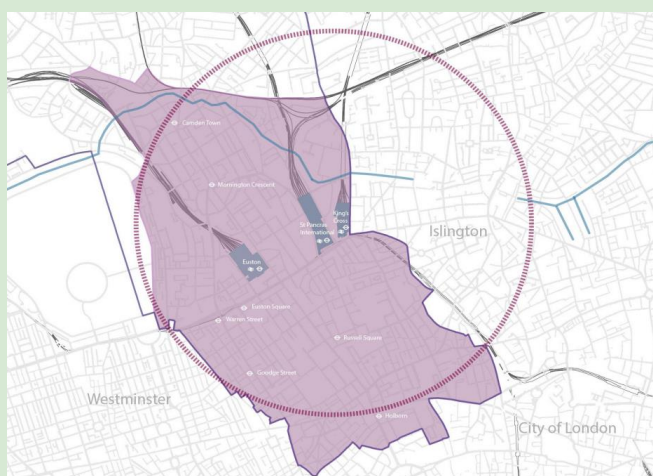 Camden Town
Mornington Crescent
St Pancras
International
King's
Cross
Islington
Euston
Euston Square
Warren Street
Russell Square
Goodge Street
Westminster
Holborn
City of London